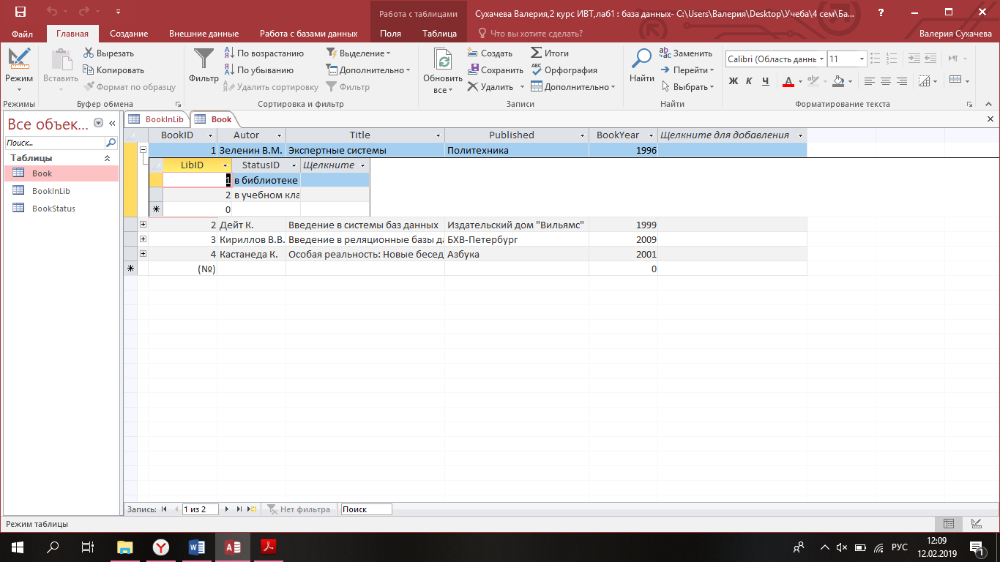 Работа с таблицами Сухачева Валерия,2 курс ИВТ,лаб1 : база данных- C:\Users\Валерия\Desktop\Учеба\4 сем\Ба... ?
Файл Главная Создание Внешние данные Работа с базами данных Поля Таблица Что вы хотите сделать? Валерия Сухачева
Режим
Режимы
Вставить
Вырезать
Копировать
Формат по образцу
Буфер обмена
Фильтр
По возрастанию
По убыванию
Удалить сортировку
Выделение
Дополнительно
Фильтр
Сортировка и фильтр
Обновить
все
Создать
Сохранить
Удалить
Итоги
Орфография
Дополнительно
Записи
Найти
Заменить
Перейти
Выбрать
Найти
Calibri (Область даннь 11
Ж К Ч А
Форматирование текста
Все объек... «
Поиск...
Таблицы
Book
BookInLib
BookStatus
BookInLib Book
BookID Autor Title Published BookYear Щелкните для добавления
1 Зеленин В.М. Экспертные системы Политехника 1996
LibID StatusID Щелкните
1 в библиотеке
2 в учебном кла
0
2 Дейт К. Введение в системы баз данных Издательский дом "Вильямс" 1999
3 Кириллов В.В. Введение в реляционные базы да БХВ-Петербург 2009
4 Кастанеда К. Особая реальность: Новые бесед Азбука 2001
(№) 0
Запись: 1 из 2 Нет фильтра Поиск
Режим таблицы
РУС 12:09
12.02.2019
1